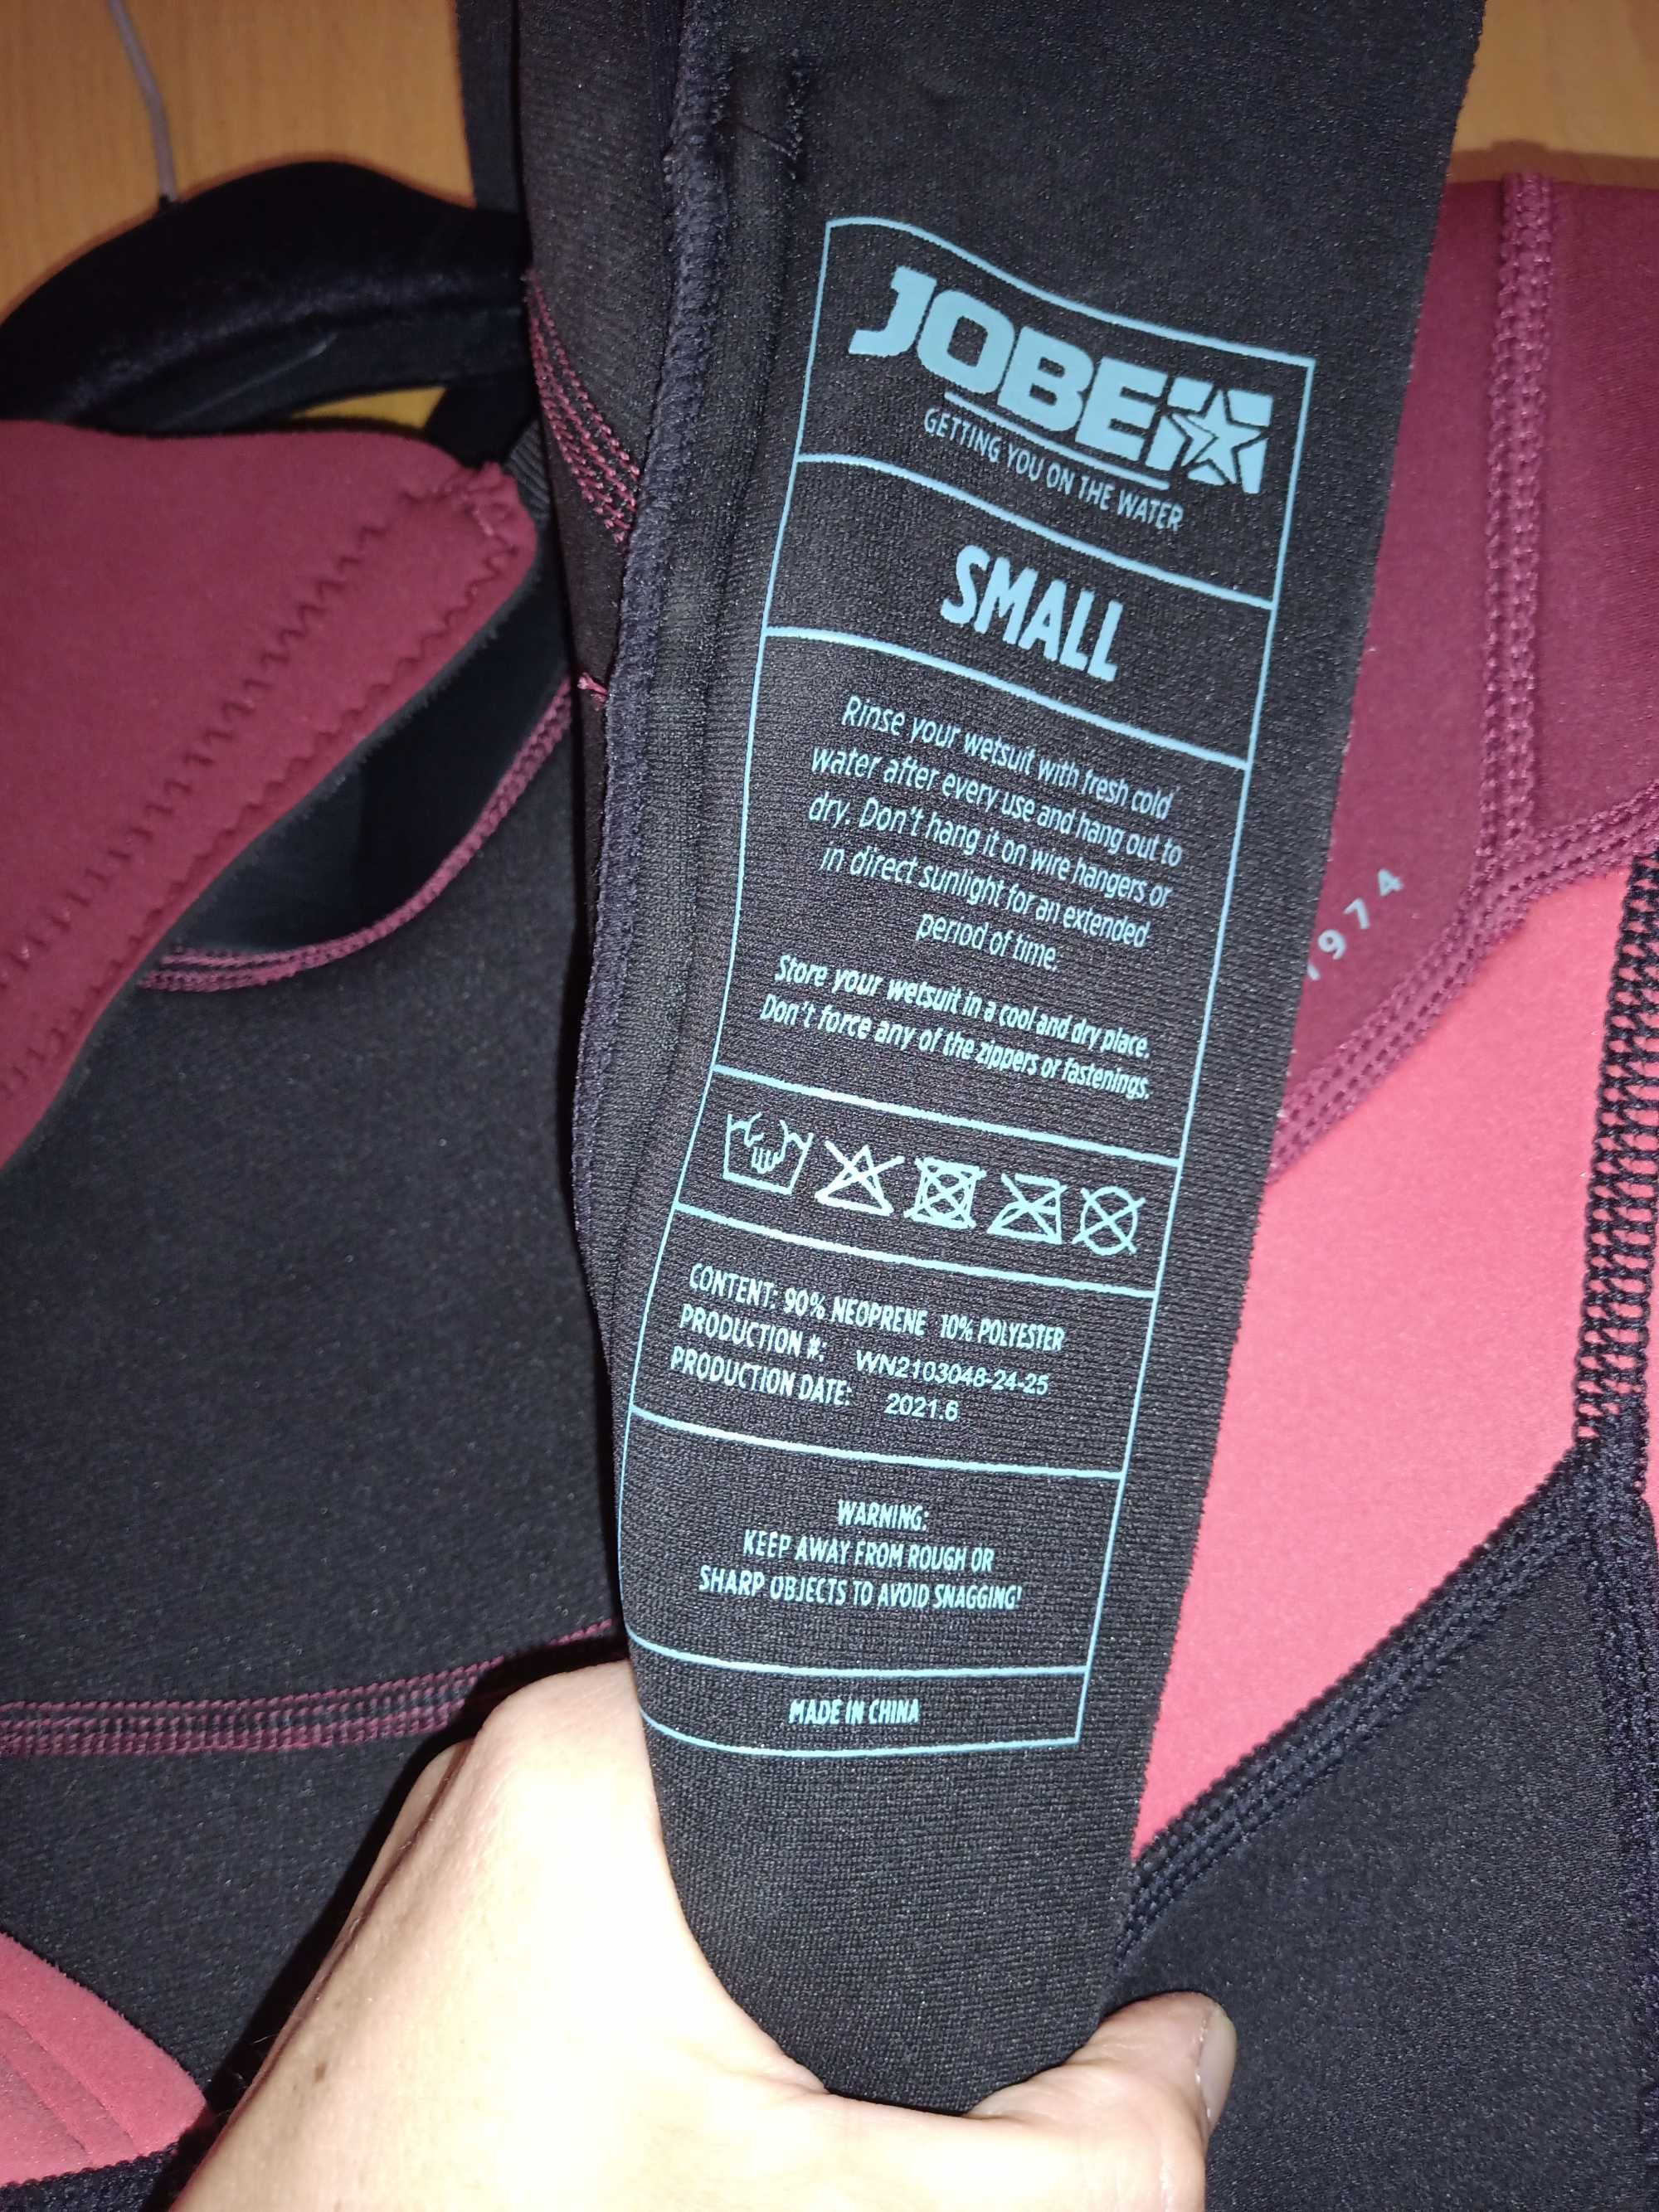 JOBE
GETTING YOU ON THE WATER
SMALL
Rinse your wetsuit with fresh cold
water after every use and hang out to
dry. Don't hang it on wire hangers or
in direct sunlight for an extended
period of time.
Store your wetsuit in a cool and dry place.
Don't force any of the zippers or fastenings.
CONTENT: 90% NEOPRENE 10% POLYESTER
PRODUCTION #: WN2103048-24-25
PRODUCTION DATE: 2021.6
WARNING:
KEEP AWAY FROM ROUGH OR
SHARP OBJECTS TO AVOID SNAGGING!
MADE IN CHINA
1974